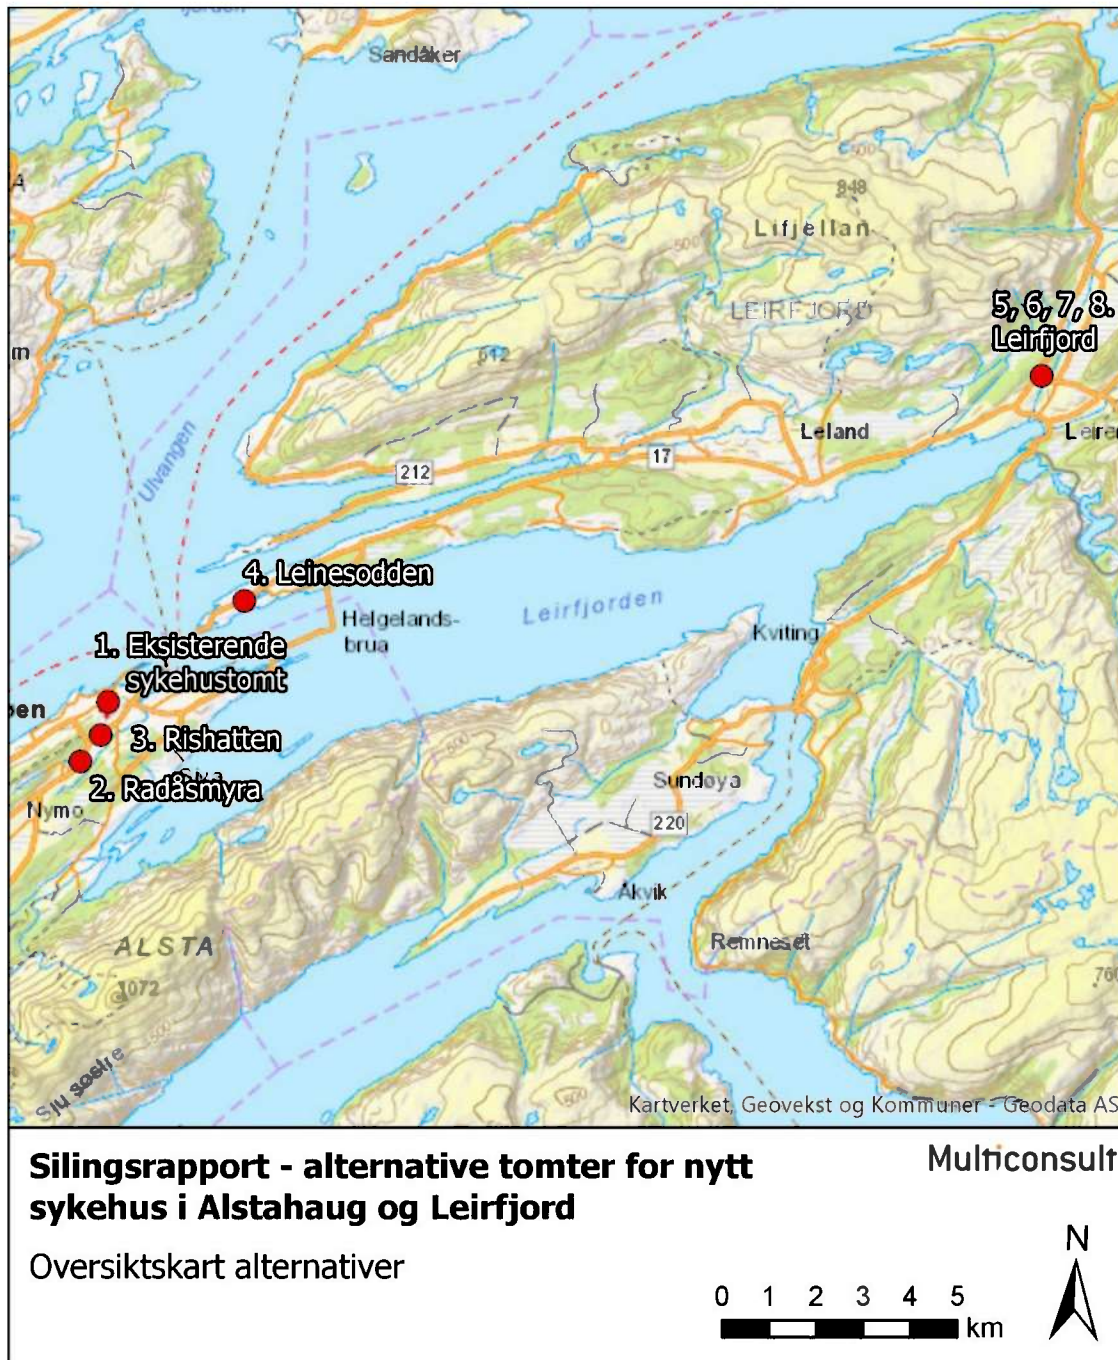 Sandåker
848
Lifjellan
500
LEIRFJORD
5, 6, 7, 8.
Leirfjord
612
Leland
17
212
Ulvangen
4. Leinesodden
Leirfjorden
Helgelands-
brua
Kviting
1. Eksisterende
sykehustomt
3. Rishatten
2. Radåsmyra
Nymo
Sundøya
220
Åkvik
Remneset
ALSTA
1072
Sju søstre
500
500
Kartverket, Geovekst og Kommuner - Geodata AS
Silingsrapport - alternative tomter for nytt
sykehus i Alstahaug og Leirfjord
Multiconsult
Oversiktskart alternativer
N
0 1 2 3 4 5
km